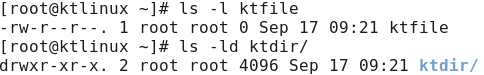 [root@ktlinux ~]# ls -l ktfile
-rw-r--r--. 1 root root 0 Sep 17 09:21 ktfile
[root@ktlinux ~]# ls -ld ktdir/
drwxr-xr-x. 2 root root 4096 Sep 17 09:21 ktdir/